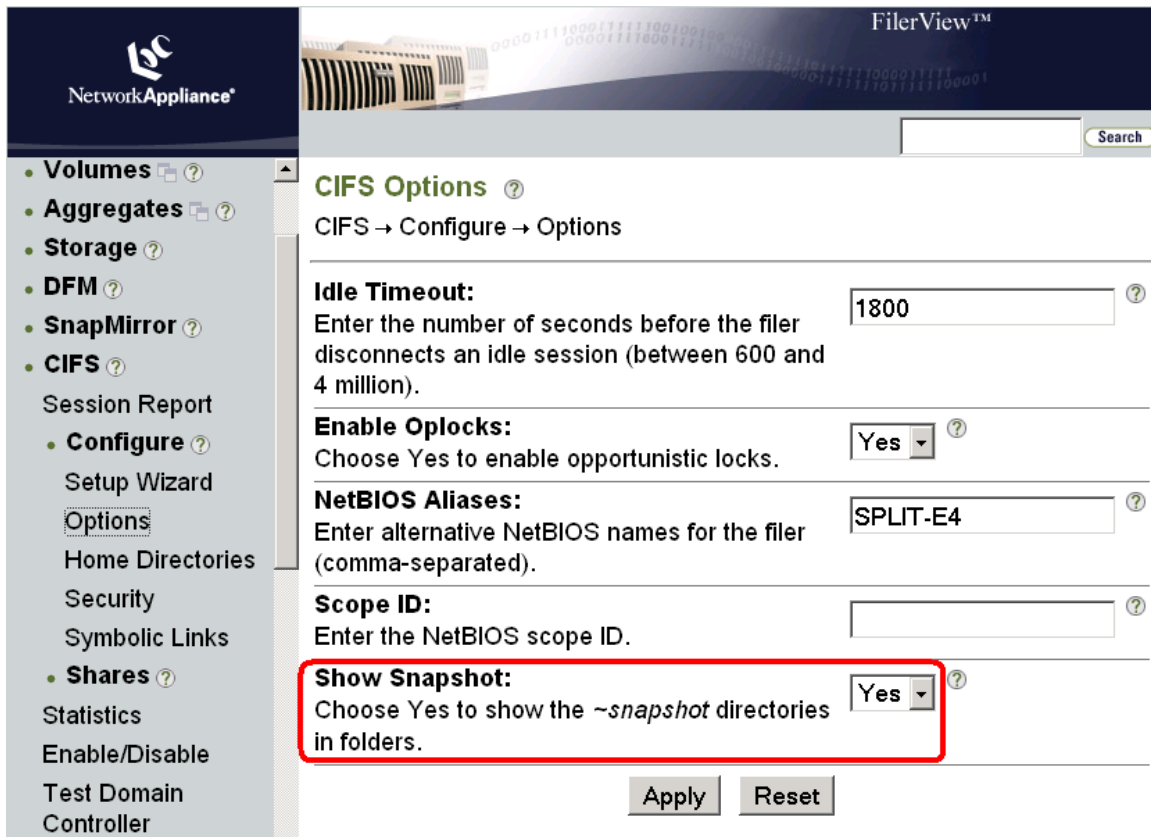 FilerView™
NetworkAppliance®
Search
Volumes
Aggregates
Storage
DFM
SnapMirror
CIFS
Session Report
Configure
Setup Wizard
Options
Home Directories
Security
Symbolic Links
Shares
Statistics
Enable/Disable
Test Domain
Controller
CIFS Options
CIFS → Configure → Options
Idle Timeout:
Enter the number of seconds before the filer
disconnects an idle session (between 600 and
4 million).
1800
Enable Oplocks:
Choose Yes to enable opportunistic locks.
Yes
NetBIOS Aliases:
Enter alternative NetBIOS names for the filer
(comma-separated).
SPLIT-E4
Scope ID:
Enter the NetBIOS scope ID.
Show Snapshot:
Choose Yes to show the ~snapshot directories
in folders.
Yes
Apply
Reset